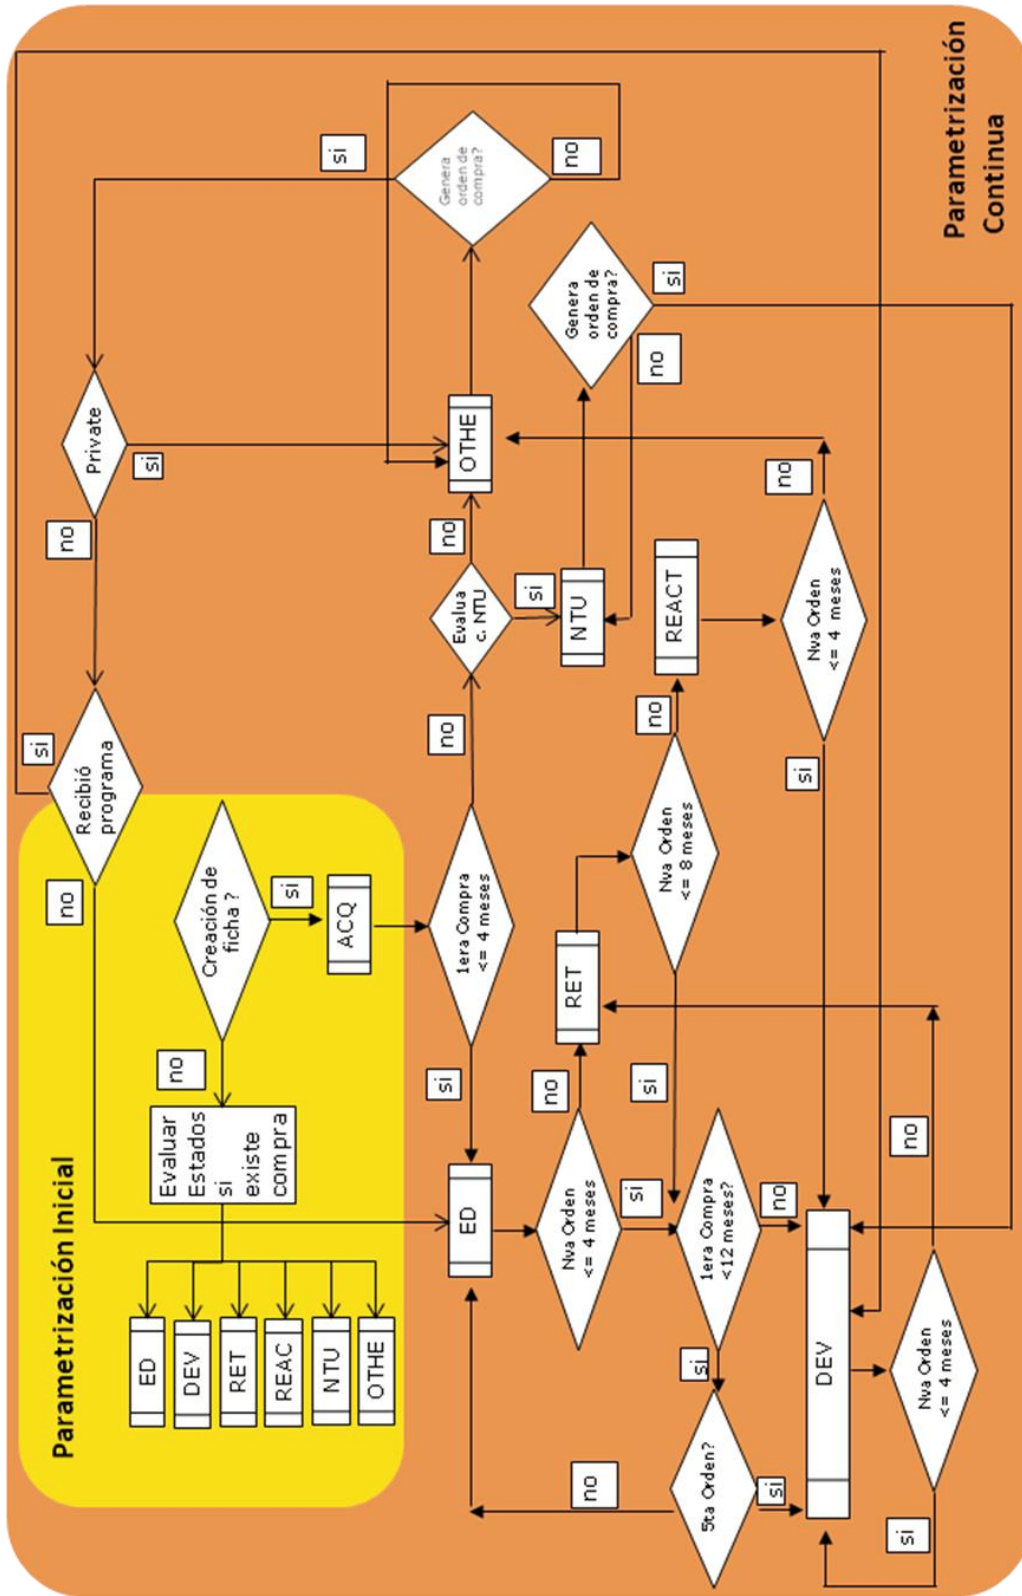 Parametrización Inicial
si
no
Recibió
programa
no
Private
si
si
ED
DEV
RET
REAC
NTU
OTHE
Evaluar
Estados
si existe
compra
no
Creación de
ficha ?
si
ACQ
no
ED
si
1era Compra
<= 4 meses
no
Evalua
c. NTU
no
si
OTHE
Genera
orden de
compra?
no
Nva Orden
<= 4 meses
no
si
RET
NTU
Genera
orden de
compra?
no
si
5ta Orden?
no
si
si
1era Compra
<12 meses?
no
si
Nva Orden
<= 8 meses
no
REACT
DEV
si
Nva Orden
<= 4 meses
no
Nva Orden
<= 4 meses
si
no
Parametrización
Continua